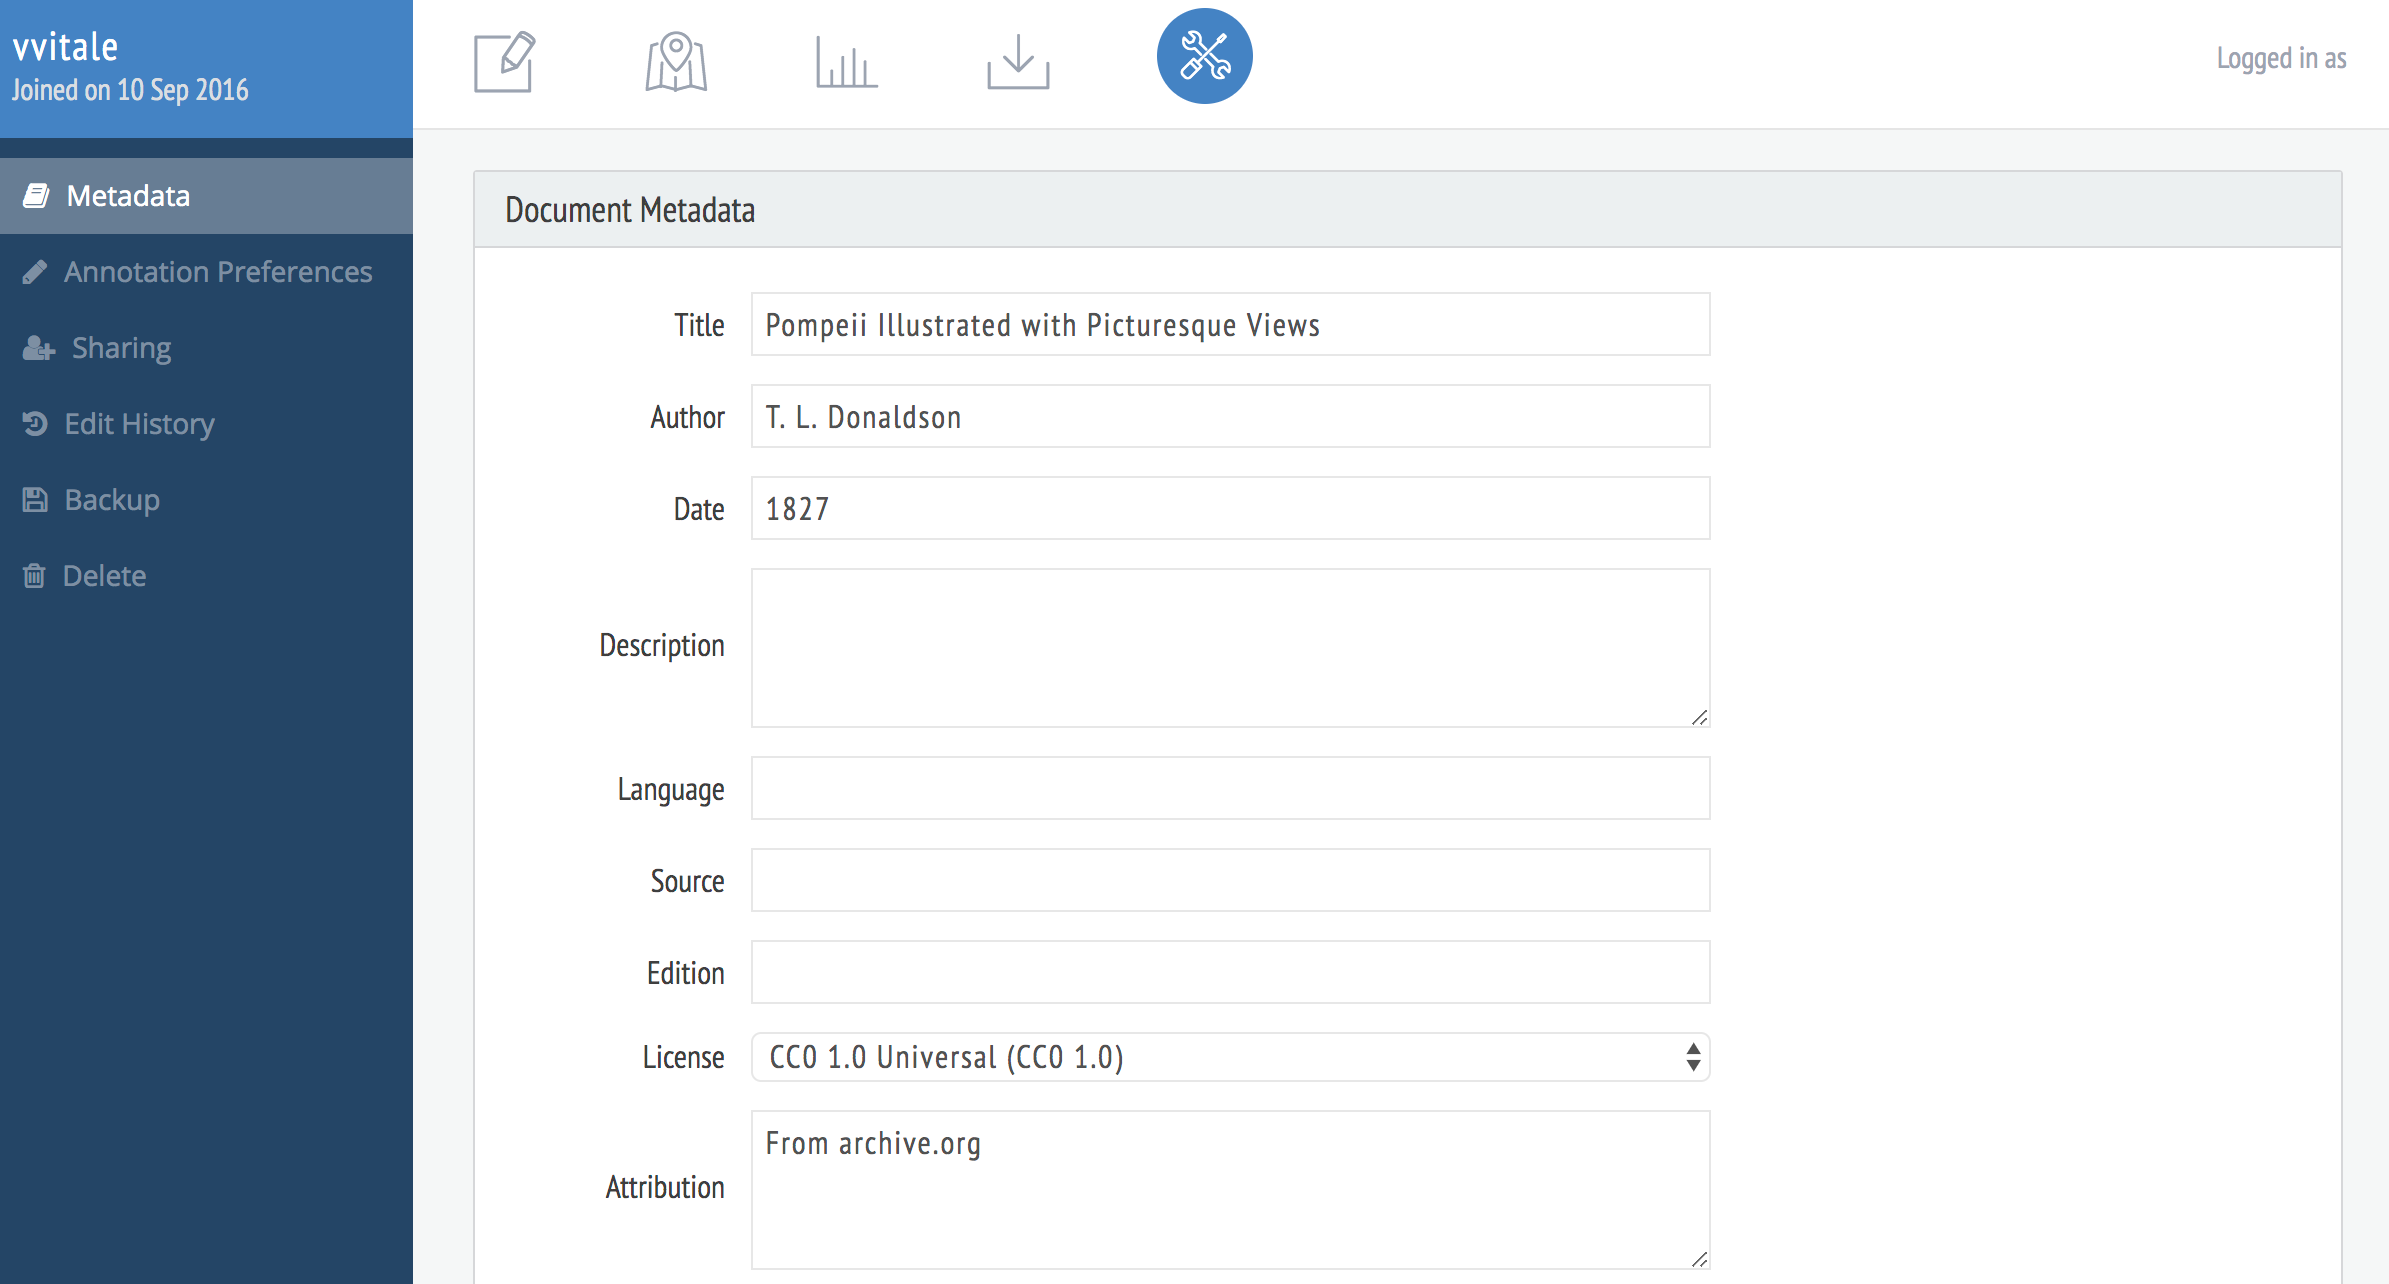 vvitale
Joined on 10 Sep 2016
Logged in as
Metadata
Annotation Preferences
Sharing
Edit History
Backup
Delete
Document Metadata
Title Pompeii Illustrated with Picturesque Views
Author T. L. Donaldson
Date 1827
Description
Language
Source
Edition
License CC0 1.0 Universal (CC0 1.0)
From archive.org
Attribution